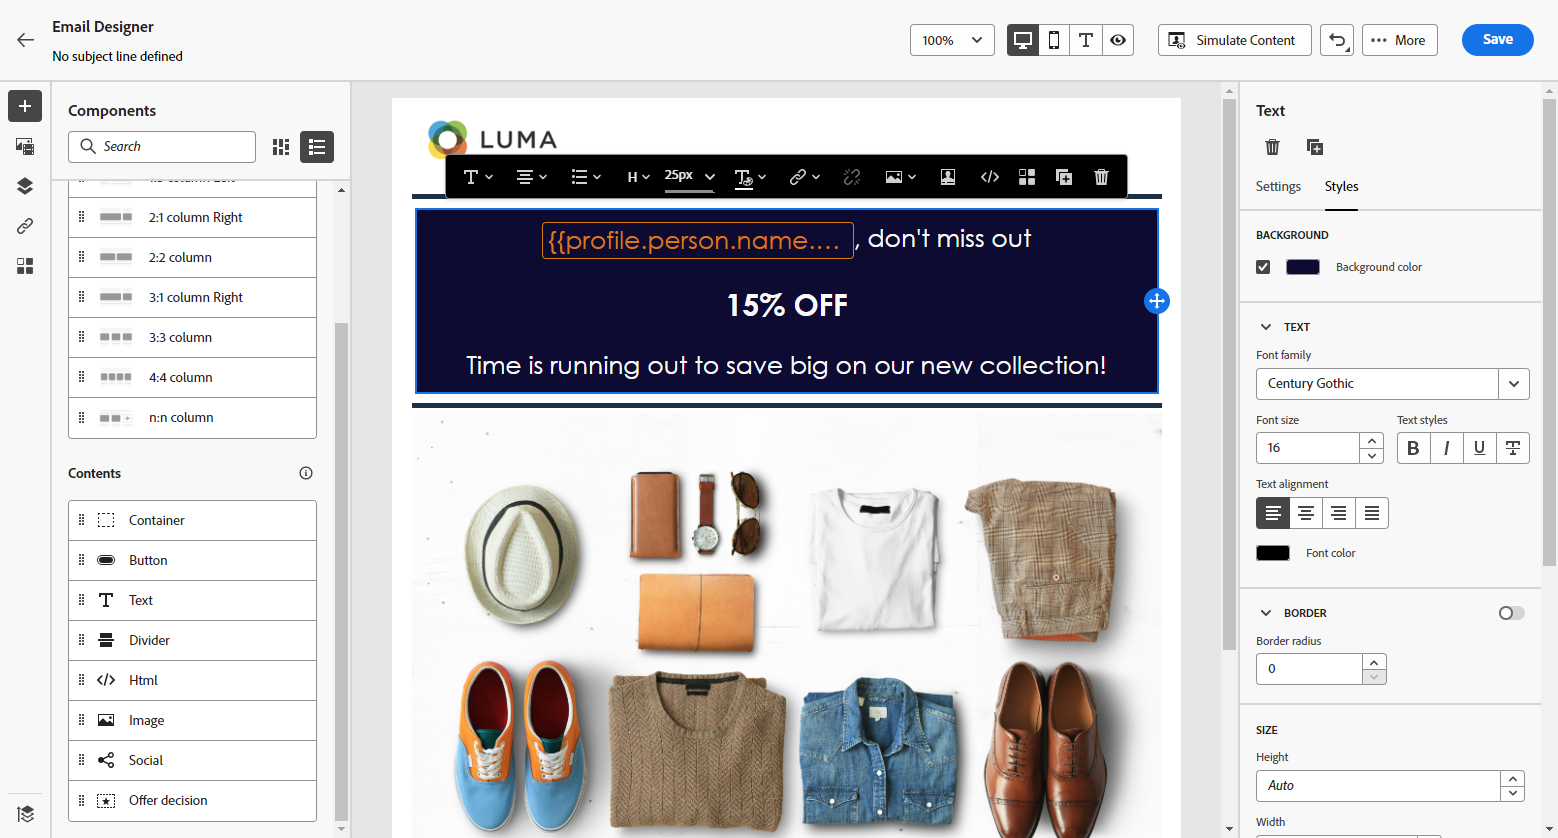 Email Designer
No subject line defined
100%
Simulate Content
More
Save
Components
Search
2:1 column Right
2:2 column
3:1 column Right
3:3 column
4:4 column
n:n column
Contents
Container
Button
Text
Divider
Html
Image
Social
Offer decision
LUMA
H
25px
{{profile.person.name.... , don't miss out
15% OFF
Time is running out to save big on our new collection!
Text
Settings
Styles
BACKGROUND
Background color
TEXT
Font family
Century Gothic
Font size
Text styles
16
B I U T
Text alignment
Font color
BORDER
Border radius
0
SIZE
Height
Auto
Width